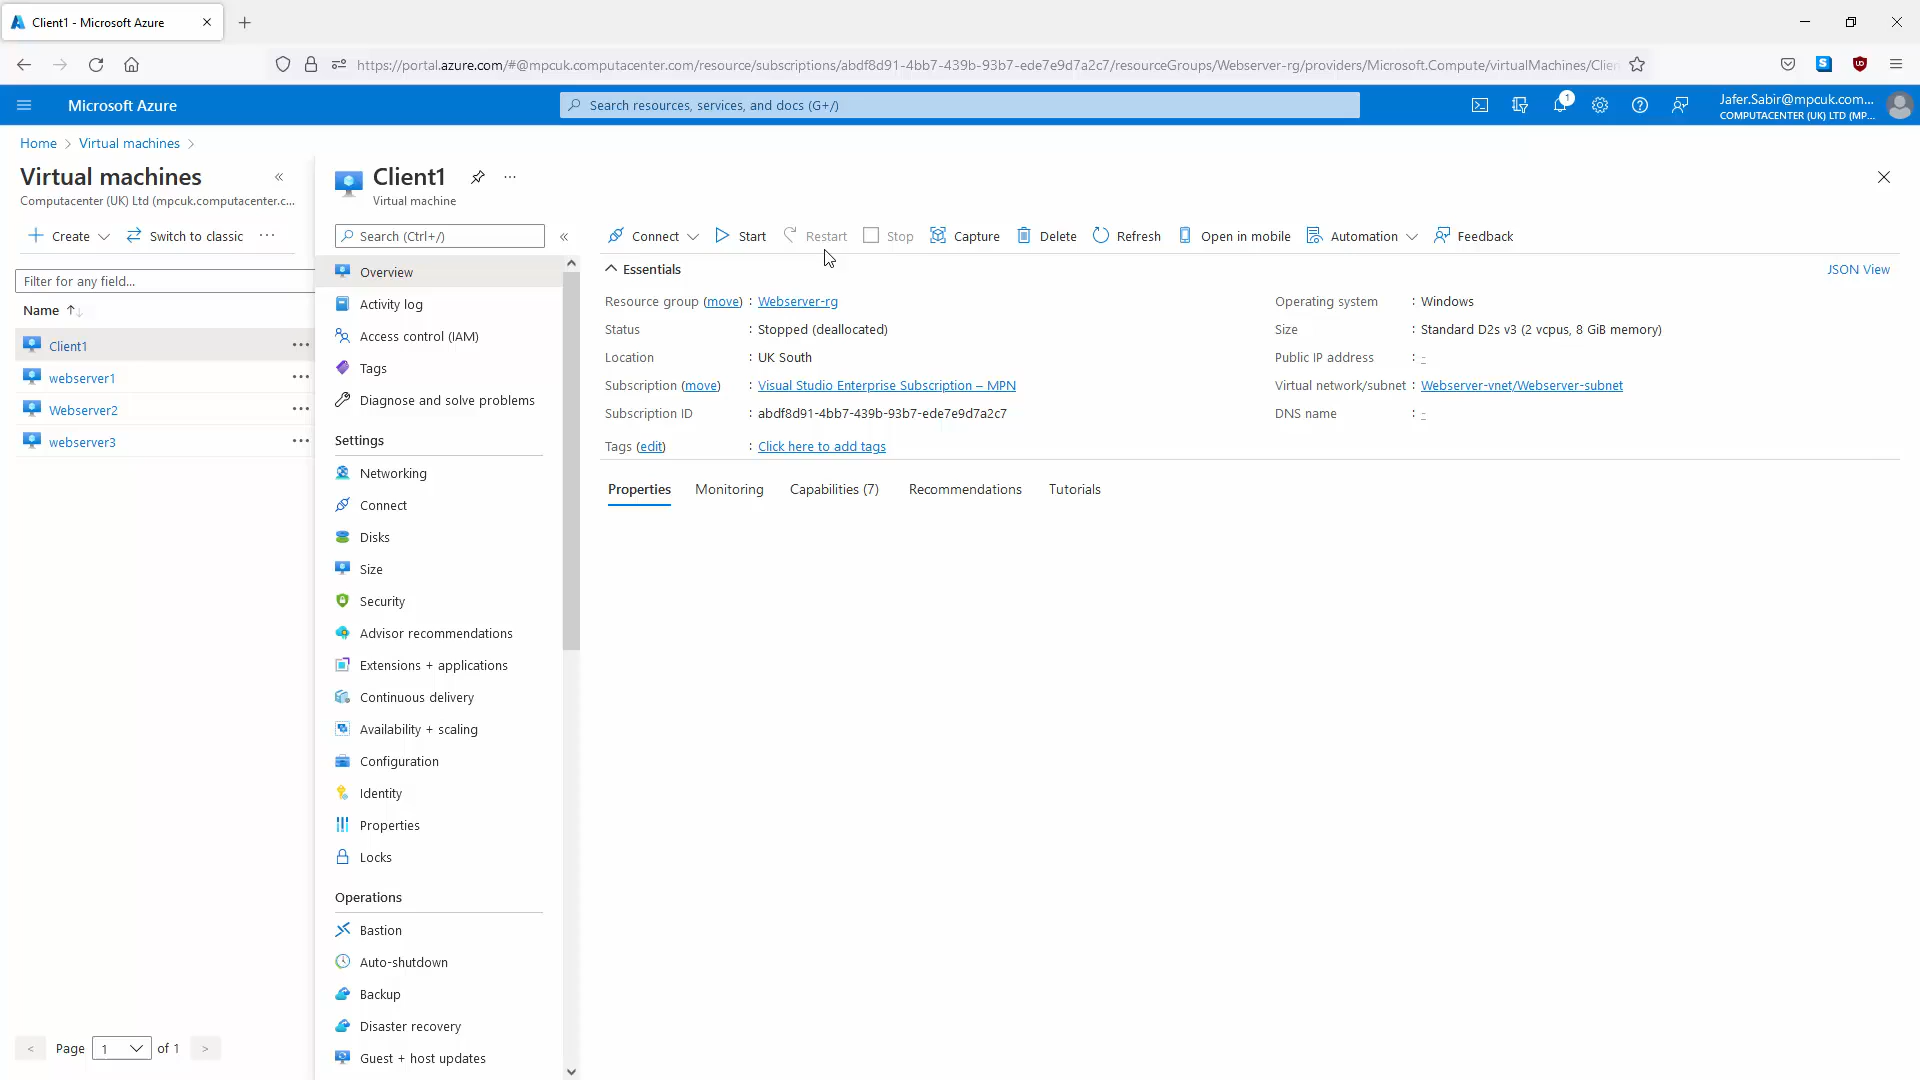 Client1 - Microsoft Azure
https://portal.azure.com/#@mpcuk.computacenter.com/resource/subscriptions/abdf8d91-4bb7-439b-93b7-ede7e9d7a2c7/resourceGroups/Webserver-rg/providers/Microsoft.Compute/virtualMachines/Clien
Microsoft Azure
Search resources, services, and docs (G+/)
1
Jafer.Sabir@mpcuk.com...
COMPUTACENTER (UK) LTD (MP...
Home > Virtual machines >
Virtual machines
Computacenter (UK) Ltd (mpcuk.computacenter.c...
Create
Switch to classic
Filter for any field...
Name
Client1
webserver1
Webserver2
webserver3
< Page 1 of 1 >
Client1
Virtual machine
Search (Ctrl+/)
Overview
Activity log
Access control (IAM)
Tags
Diagnose and solve problems
Settings
Networking
Connect
Disks
Size
Security
Advisor recommendations
Extensions + applications
Continuous delivery
Availability + scaling
Configuration
Identity
Properties
Locks
Operations
Bastion
Auto-shutdown
Backup
Disaster recovery
Guest + host updates
Connect Start Restart Stop Capture Delete Refresh Open in mobile Automation Feedback
Essentials
JSON View
Resource group (move) : Webserver-rg
Status : Stopped (deallocated)
Location : UK South
Subscription (move) : Visual Studio Enterprise Subscription – MPN
Subscription ID : abdf8d91-4bb7-439b-93b7-ede7e9d7a2c7
Tags (edit) : Click here to add tags
Operating system : Windows
Size : Standard D2s v3 (2 vcpus, 8 GiB memory)
Public IP address : -
Virtual network/subnet : Webserver-vnet/Webserver-subnet
DNS name : -
Properties Monitoring Capabilities (7) Recommendations Tutorials